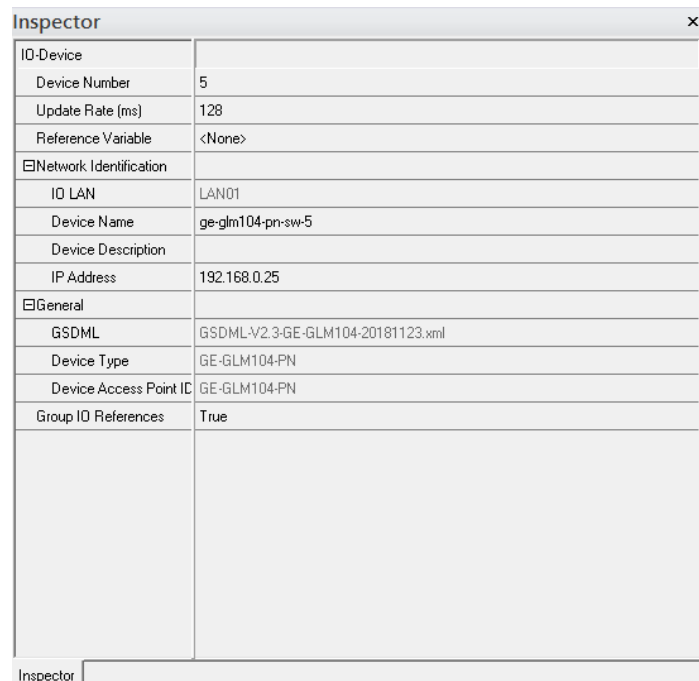 Inspector x
IO-Device
Device Number 5
Update Rate (ms) 128
Reference Variable <None>
Network Identification
IO LAN LAN01
Device Name ge-glm104-pn-sw-5
Device Description
IP Address 192.168.0.25
General
GSDML GSDML-V2.3-GE-GLM104-20181123.xml
Device Type GE-GLM104-PN
Device Access Point ID GE-GLM104-PN
Group IO References True
Inspector